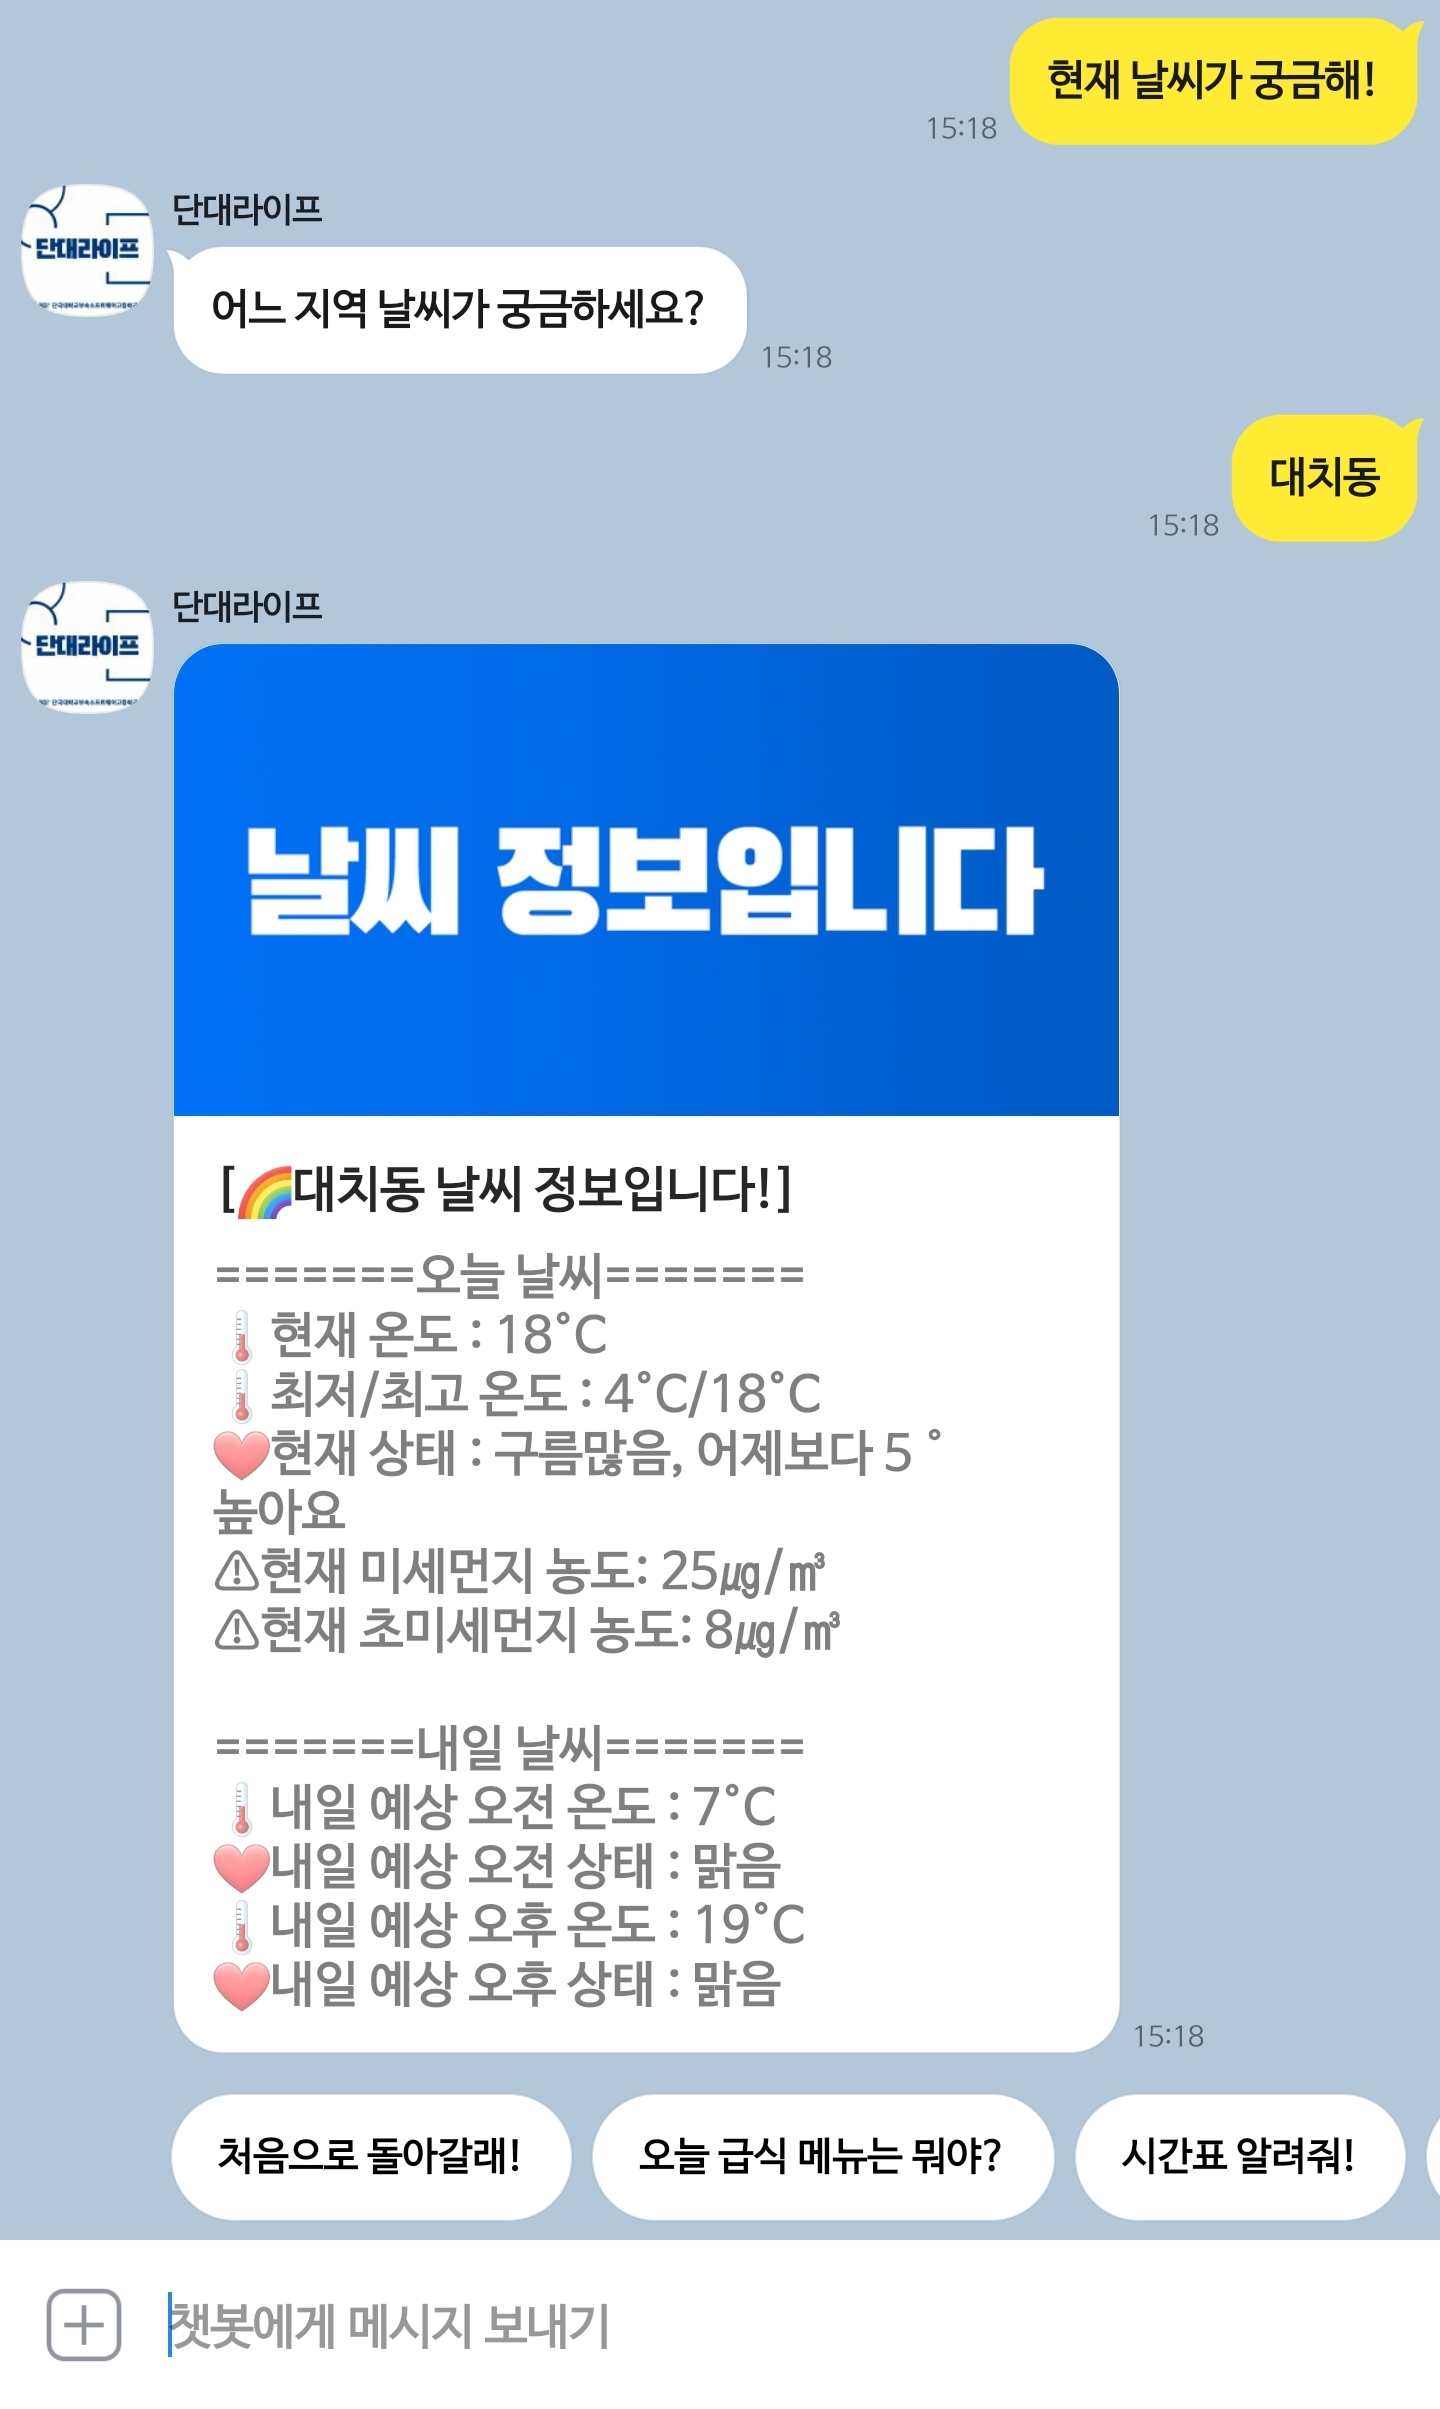 현재 날씨가 궁금해!
15:18
단대라이프
단대라이프
어느 지역 날씨가 궁금하세요?
15:18
대치동
15:18
단대라이프
단대라이프
날씨 정보입니다
[🌈대치동 날씨 정보입니다!]
=======오늘 날씨=======
🌡️현재 온도 : 18˚C
🌡️최저/최고 온도 : 4˚C/18˚C
❤️현재 상태 : 구름많음, 어제보다 5 ˚
높아요
⚠현재 미세먼지 농도: 25㎍/㎥
⚠현재 초미세먼지 농도: 8㎍/㎥
=======내일 날씨=======
🌡️내일 예상 오전 온도 : 7˚C
❤️내일 예상 오전 상태 : 맑음
🌡️내일 예상 오후 온도 : 19˚C
❤️내일 예상 오후 상태 : 맑음
15:18
처음으로 돌아갈래!
오늘 급식 메뉴는 뭐야?
시간표 알려줘!
챗봇에게 메시지 보내기